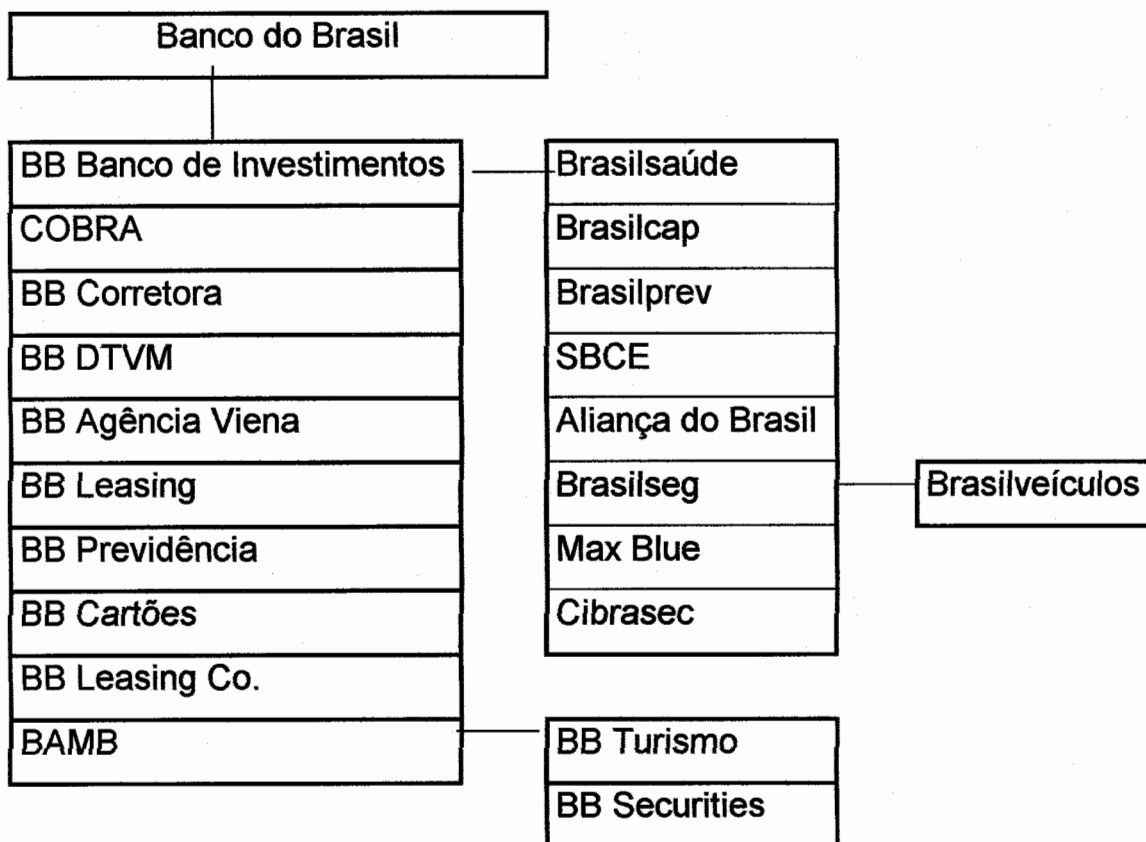 Banco do Brasil
BB Banco de Investimentos
COBRA
BB Corretora
BB DTVM
BB Agência Viena
BB Leasing
BB Previdência
BB Cartões
BB Leasing Co.
BAMB
Brasilsaúde
Brasilcap
Brasilprev
SBCE
Aliança do Brasil
Brasilseg
Max Blue
Cibrasec
Brasilveículos
BB Turismo
BB Securities